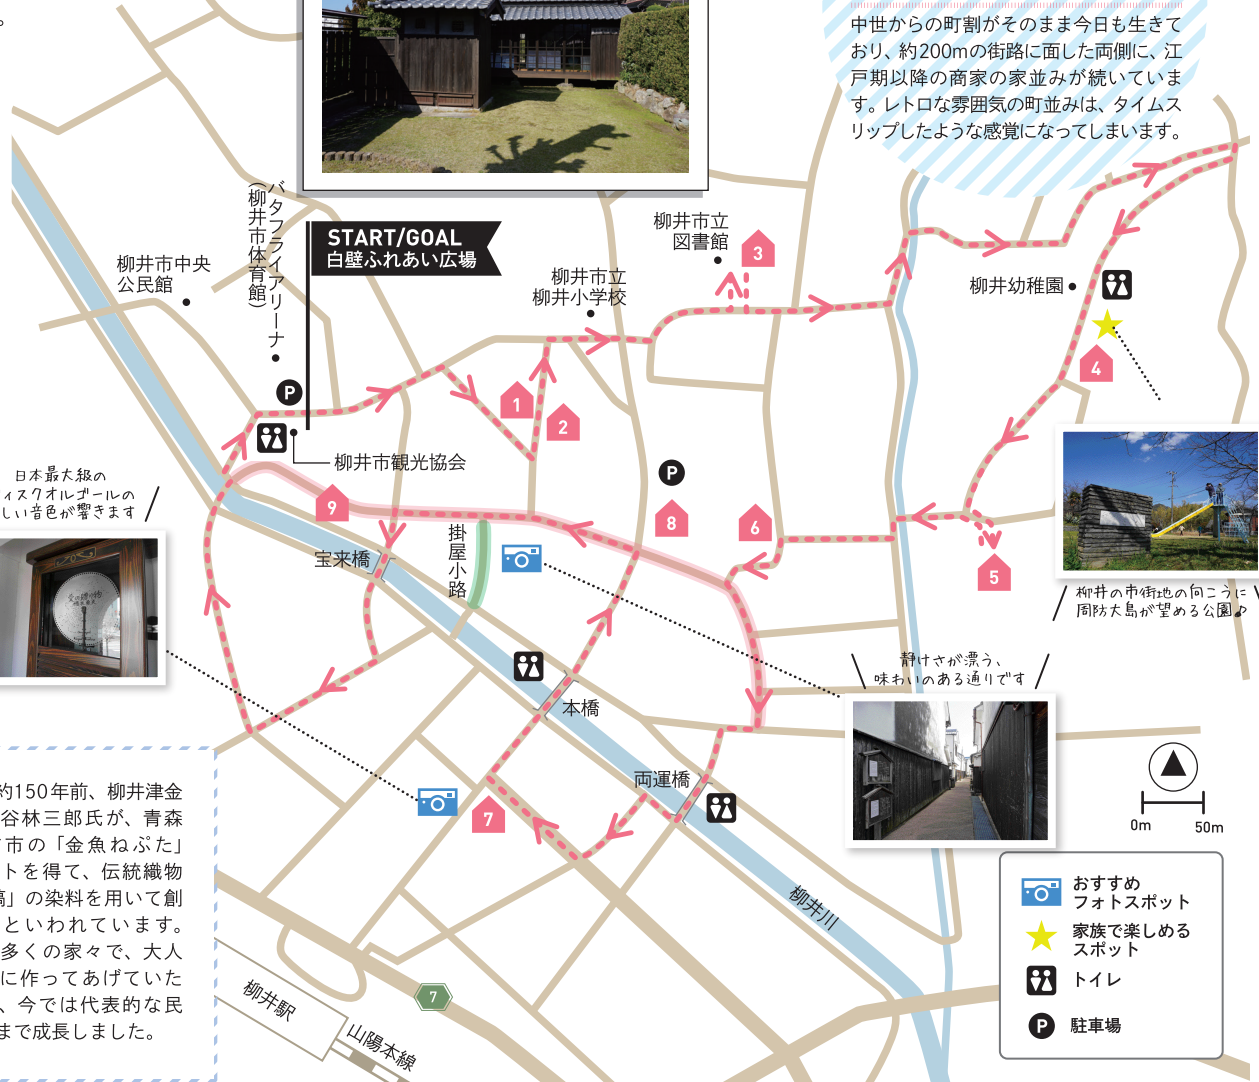 。
中世からの町割がそのまま今日も生きて
おり、約200mの街路に面した両側に、江
戸期以降の商家の家並みが続いていま
す。レトロな雰囲気の町並みは、タイムス
リップしたような感覚になってしまいます。
バタフライアリーナ
(柳井市体育館)
START/GOAL
白壁ふれあい広場
柳井市中央
公民館
柳井市立
図書館
3
柳井市立
柳井小学校
柳井幼稚園
4
P
1
2
柳井市観光協会
日本最大級の
ィスクオルゴールの
しい音色が響きます
9
P
8
6
5
掛屋小路
宝来橋
柳井の市街地の向こうに
周防大島が望める公園♪
静けさが漂う、
味わいのある通りです
本橋
両運橋
7
約150年前、柳井津金
谷林三郎氏が、青森
市の「金魚ねぷた」
トを得て、伝統織物
」の染料を用いて創
といわれています。
多くの家々で、大人
に作ってあげていた
、今では代表的な民
まで成長しました。
0m 50m
柳井川
おすすめ
フォトスポット
家族で楽しめる
スポット
トイレ
P 駐車場
7
柳井駅
山陽本線